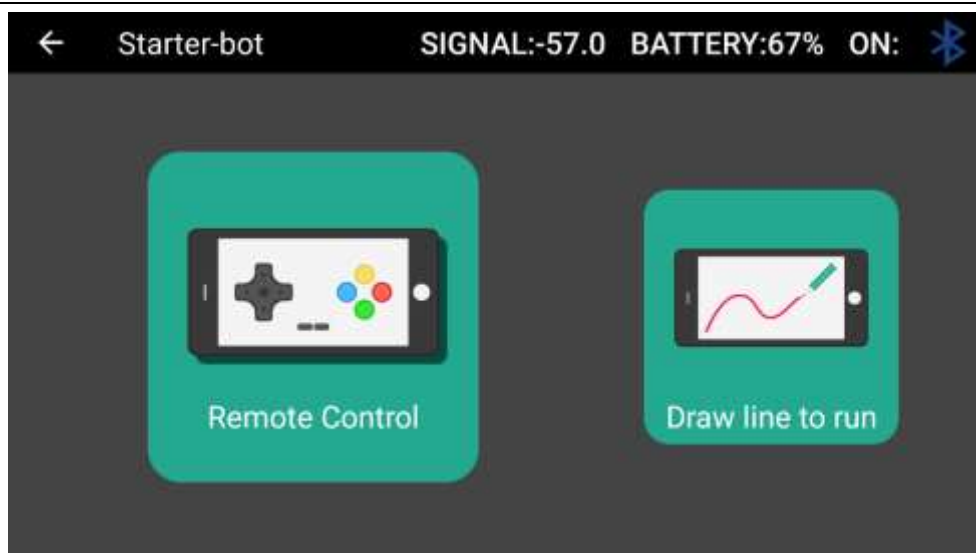 Starter-bot SIGNAL:-57.0 BATTERY:67% ON:
Remote Control
Draw line to run